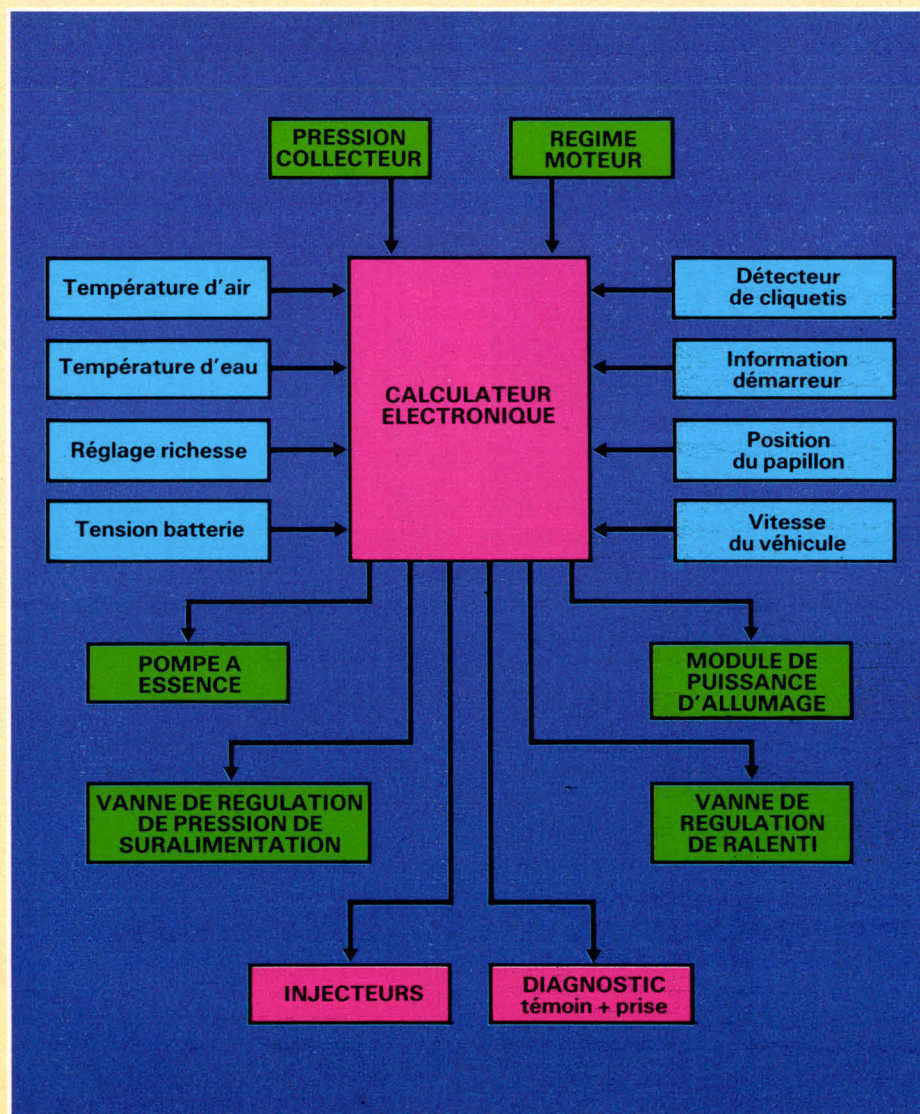 PRESSION
COLLECTEUR
REGIME
MOTEUR
Température d'air
Température d'eau
Réglage richesse
Tension batterie
CALCULATEUR
ELECTRONIQUE
Détecteur
de cliquetis
Information
démarreur
Position
du papillon
Vitesse
du véhicule
POMPE A
ESSENCE
MODULE DE
PUISSANCE
D'ALLUMAGE
VANNE DE REGULATION
DE PRESSION DE
SURALIMENTATION
VANNE DE
REGULATION
DE RALENTI
INJECTEURS
DIAGNOSTIC
témoin + prise